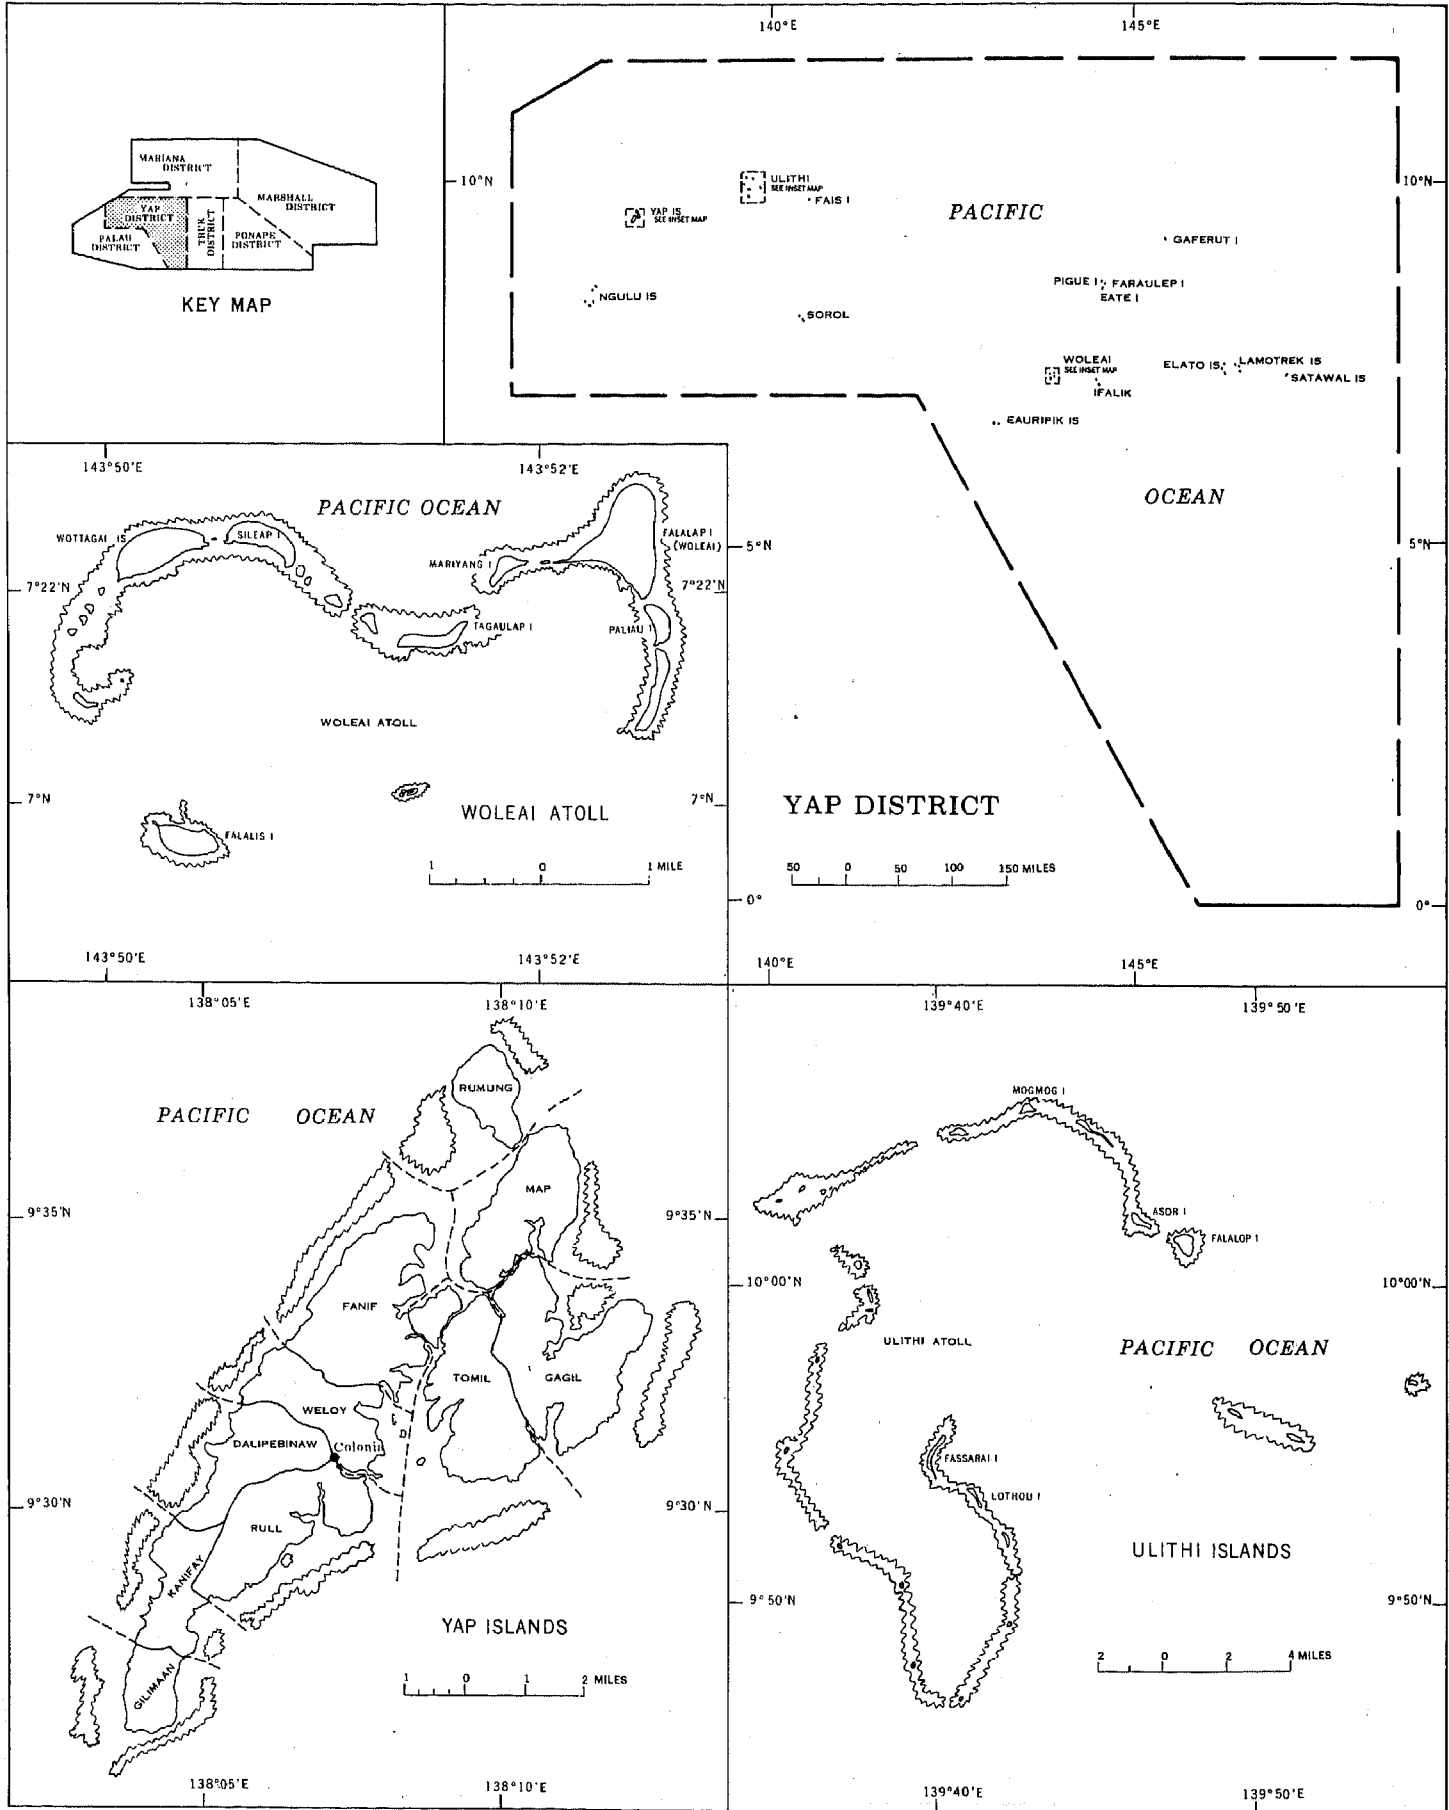 MARIANA
DISTRICT
YAP
DISTRICT
MARSHALL
DISTRICT
PALAU
DISTRICT
TRUK
DISTRICT
PONAPE
DISTRICT
KEY MAP
140°E
145°E
10°N
10°N
ULITHI
SEE INSET MAP
FAIS I
YAP IS
SEE INSET MAP
PACIFIC
GAFERUT I
PIGUE I
FARAULEP I
EATE I
NGULU IS
SOROL
WOLEAI
SEE INSET MAP
IFALIK
ELATO IS
LAMOTREK IS
SATAWAL IS
EAURIPIK IS
OCEAN
5°N
5°N
YAP DISTRICT
50 0 50 100 150 MILES
0°
0°
140°E
145°E
143°50'E
143°52'E
PACIFIC OCEAN
WOTTAGAI IS
SILEAP I
FALALAP I
(WOLEAI)
MARIYANG I
7°22'N
7°22'N
TAGAULAP I
PALIAU I
WOLEAI ATOLL
7°N
7°N
WOLEAI ATOLL
FALALIS I
1 0 1 MILE
143°50'E
143°52'E
138°05'E
138°10'E
PACIFIC OCEAN
RUMUNG
MAP
9°35'N
9°35'N
FANIF
TOMIL
GAGIL
WELOY
DALIPEBINAW
Colonia
9°30'N
9°30'N
RULL
KANIFAY
GILIMAAN
YAP ISLANDS
1 0 1 2 MILES
138°05'E
138°10'E
139°40'E
139°50'E
MOGMOG I
ASOR I
FALALOP I
10°00'N
10°00'N
ULITHI ATOLL
PACIFIC OCEAN
FASSARAI I
LOTHOU I
ULITHI ISLANDS
9°50'N
9°50'N
2 0 2 4 MILES
139°40'E
139°50'E